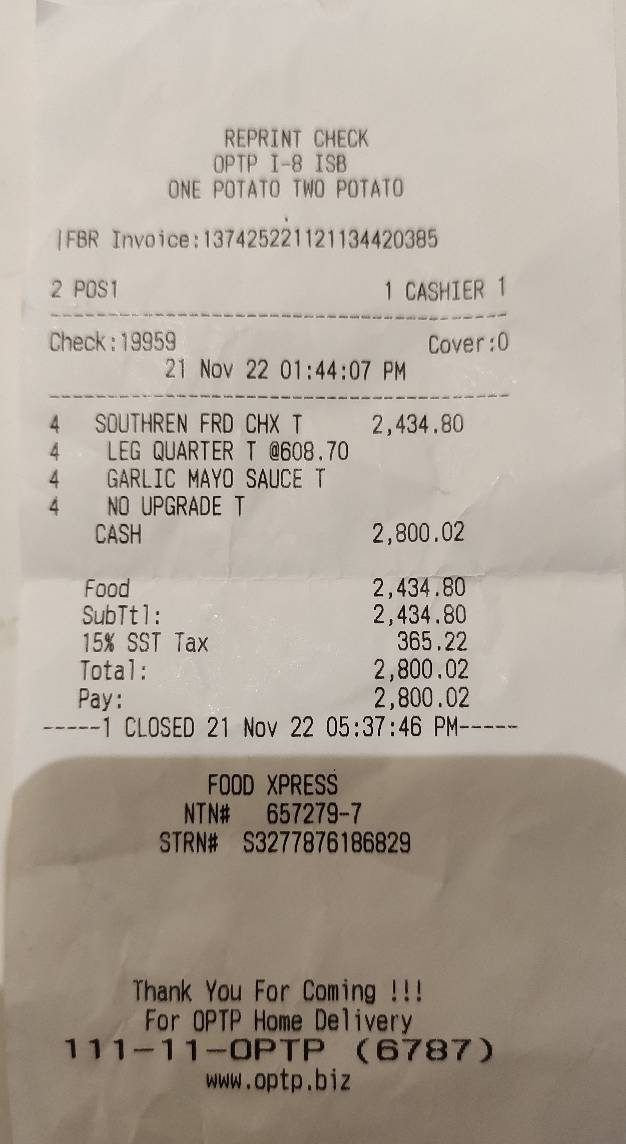 REPRINT CHECK
OPTP I-8 ISB
ONE POTATO TWO POTATO
|FBR Invoice:137425221121134420385
2 POS1 1 CASHIER 1
--------------------------------------
Check:19959 Cover:0
21 Nov 22 01:44:07 PM
--------------------------------------
4 SOUTHREN FRD CHX T 2,434.80
4 LEG QUARTER T @608.70
4 GARLIC MAYO SAUCE T
4 NO UPGRADE T
CASH 2,800.02
Food 2,434.80
SubTtl: 2,434.80
15% SST Tax 365.22
Total: 2,800.02
Pay: 2,800.02
-----1 CLOSED 21 Nov 22 05:37:46 PM-----
FOOD XPRESS
NTN# 657279-7
STRN# S3277876186829
Thank You For Coming !!!
For OPTP Home Delivery
111-11-OPTP (6787)
www.optp.biz